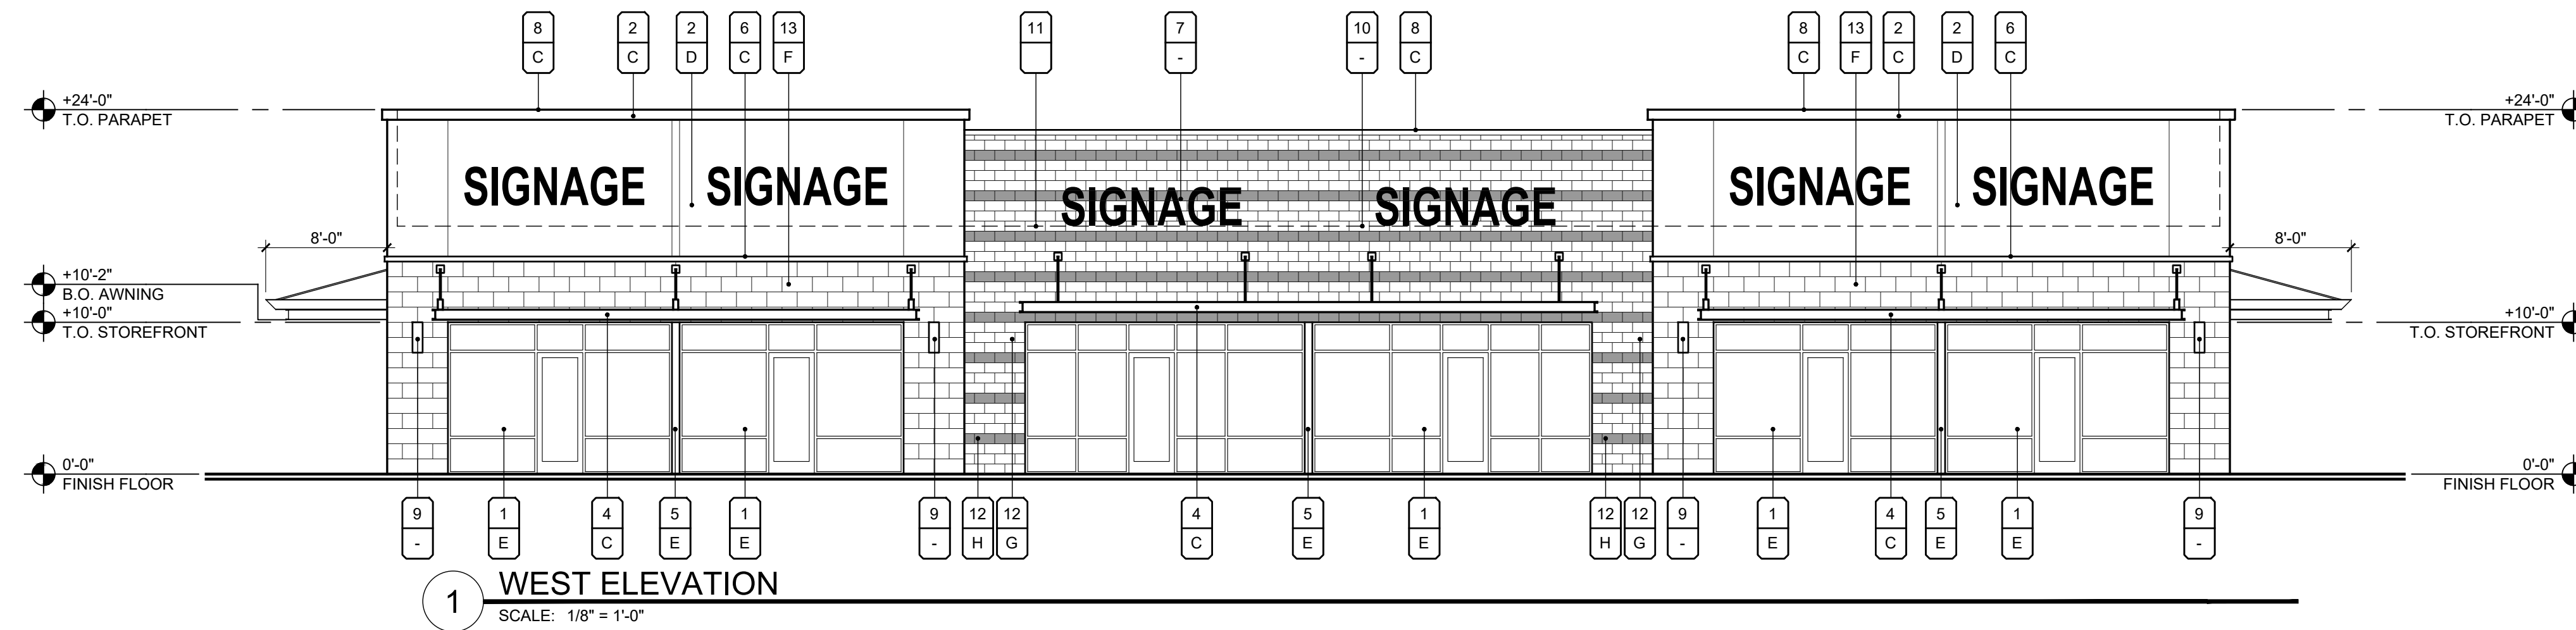 8 2 2 6 13 11 7 10 8 8 13 2 2 6
C C D C F - - C C F C D C
+24'-0" +24'-0"
T.O. PARAPET T.O. PARAPET
SIGNAGE SIGNAGE SIGNAGE SIGNAGE SIGNAGE SIGNAGE
8'-0" 8'-0"
+10'-2"
B.O. AWNING
+10'-0" +10'-0"
T.O. STOREFRONT T.O. STOREFRONT
0'-0" 0'-0"
FINISH FLOOR FINISH FLOOR
9 1 4 5 1 9 12 12 4 5 1 12 12 9 1 4 5 1 9
- E C E E - H G C E E H G - E C E E -
1 WEST ELEVATION
SCALE: 1/8" = 1'-0"